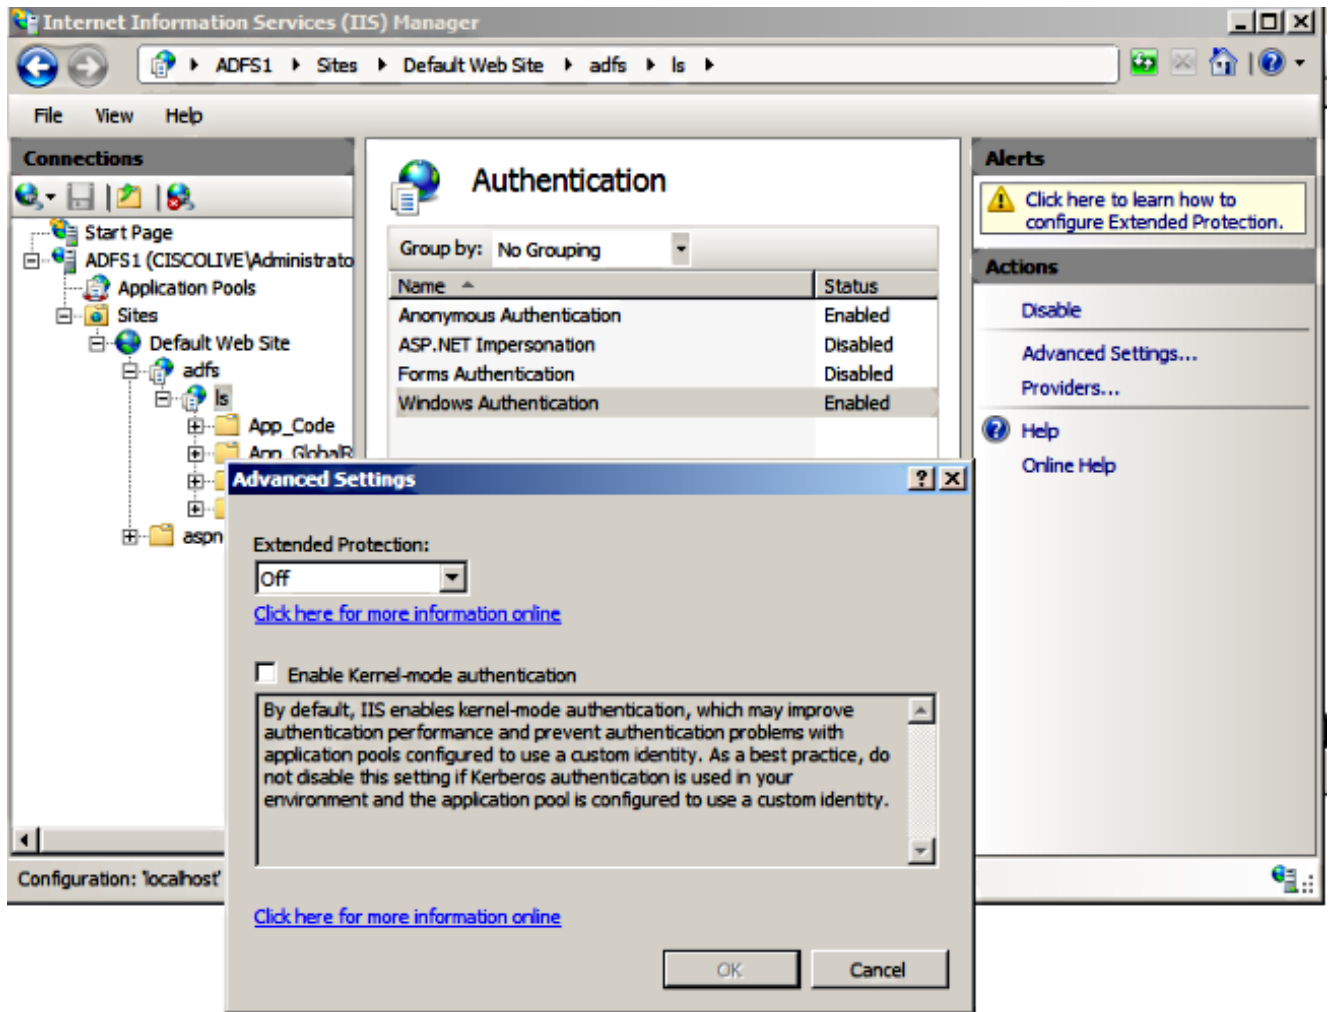 Internet Information Services (IIS) Manager
ADFS1 Sites Default Web Site adfs ls
File View Help
Connections
Start Page
ADFS1 (CISCOLIVE\Administrato
Application Pools
Sites
Default Web Site
adfs
ls
App_Code
App_GlobalR
aspn
Configuration: 'localhost'
Authentication
Group by: No Grouping
Name Status
Anonymous Authentication Enabled
ASP.NET Impersonation Disabled
Forms Authentication Disabled
Windows Authentication Enabled
Alerts
Click here to learn how to
configure Extended Protection.
Actions
Disable
Advanced Settings...
Providers...
Help
Online Help
Advanced Settings
Extended Protection:
Off
Click here for more information online
Enable Kernel-mode authentication
By default, IIS enables kernel-mode authentication, which may improve
authentication performance and prevent authentication problems with
application pools configured to use a custom identity. As a best practice, do
not disable this setting if Kerberos authentication is used in your
environment and the application pool is configured to use a custom identity.
Click here for more information online
OK Cancel